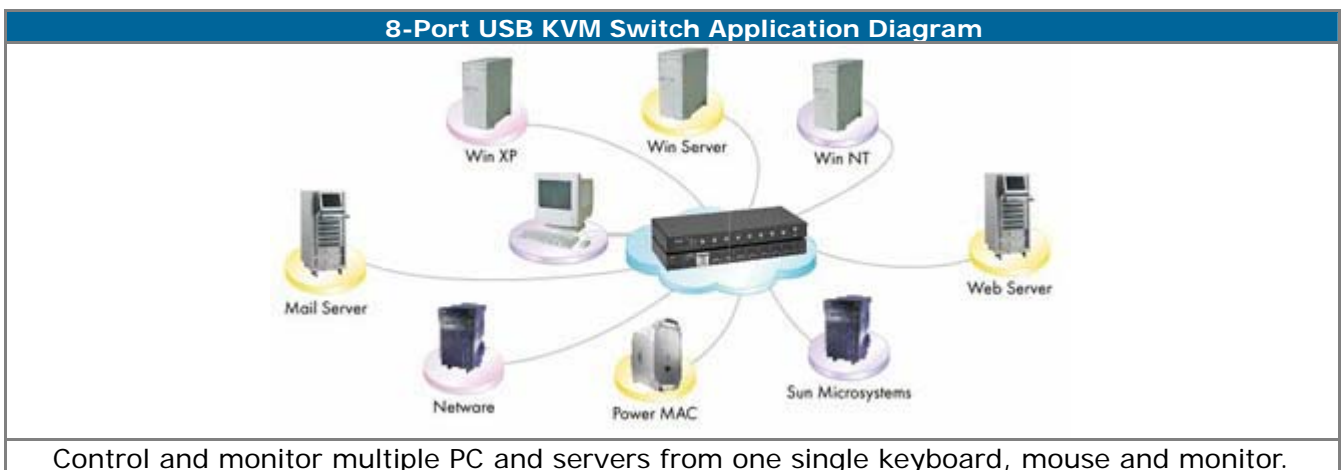 8-Port USB KVM Switch Application Diagram
Win XP
Win Server
Win NT
Mail Server
Web Server
Netware
Power MAC
Sun Microsystems
Control and monitor multiple PC and servers from one single keyboard, mouse and monitor.